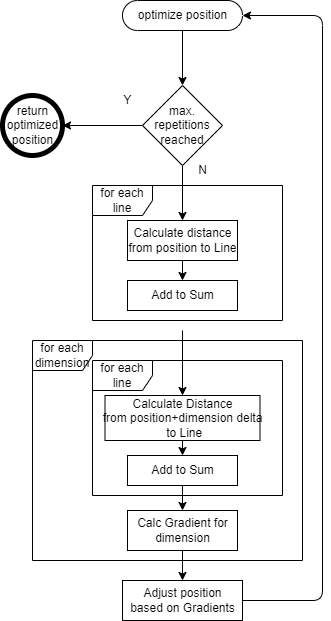 optimize position
Y
max.
repetitions
reached
return
optimized
position
N
for each
line
Calculate distance
from position to Line
Add to Sum
for each
dimension
for each
line
Calculate Distance
from position+dimension delta
to Line
Add to Sum
Calc Gradient for
dimension
Adjust position
based on Gradients